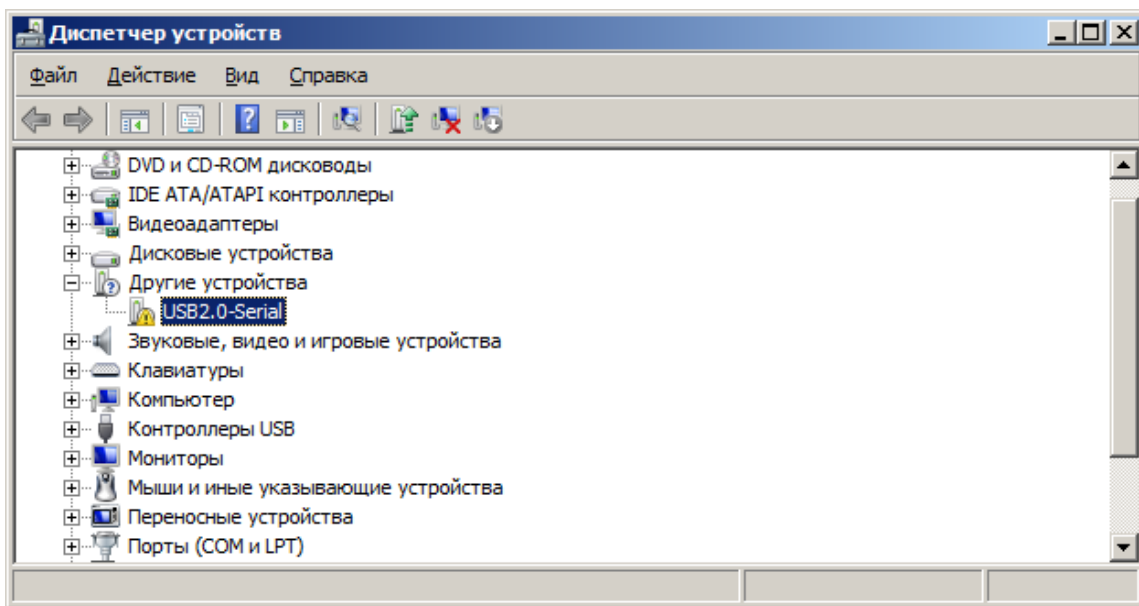 Диспетчер устройств
Файл Действие Вид Справка
DVD и CD-ROM дисководы
IDE ATA/ATAPI контроллеры
Видеоадаптеры
Дисковые устройства
Другие устройства
USB2.0-Serial
Звуковые, видео и игровые устройства
Клавиатуры
Компьютер
Контроллеры USB
Мониторы
Мыши и иные указывающие устройства
Переносные устройства
Порты (COM и LPT)